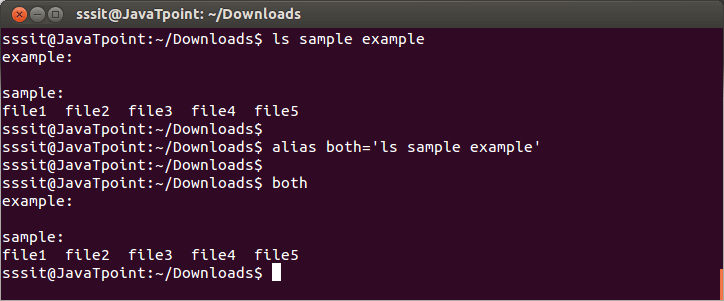 sssit@JavaTpoint: ~/Downloads
sssit@JavaTpoint:~/Downloads$ ls sample example
example:

sample:
file1  file2  file3  file4  file5
sssit@JavaTpoint:~/Downloads$
sssit@JavaTpoint:~/Downloads$ alias both='ls sample example'
sssit@JavaTpoint:~/Downloads$
sssit@JavaTpoint:~/Downloads$ both
example:

sample:
file1  file2  file3  file4  file5
sssit@JavaTpoint:~/Downloads$